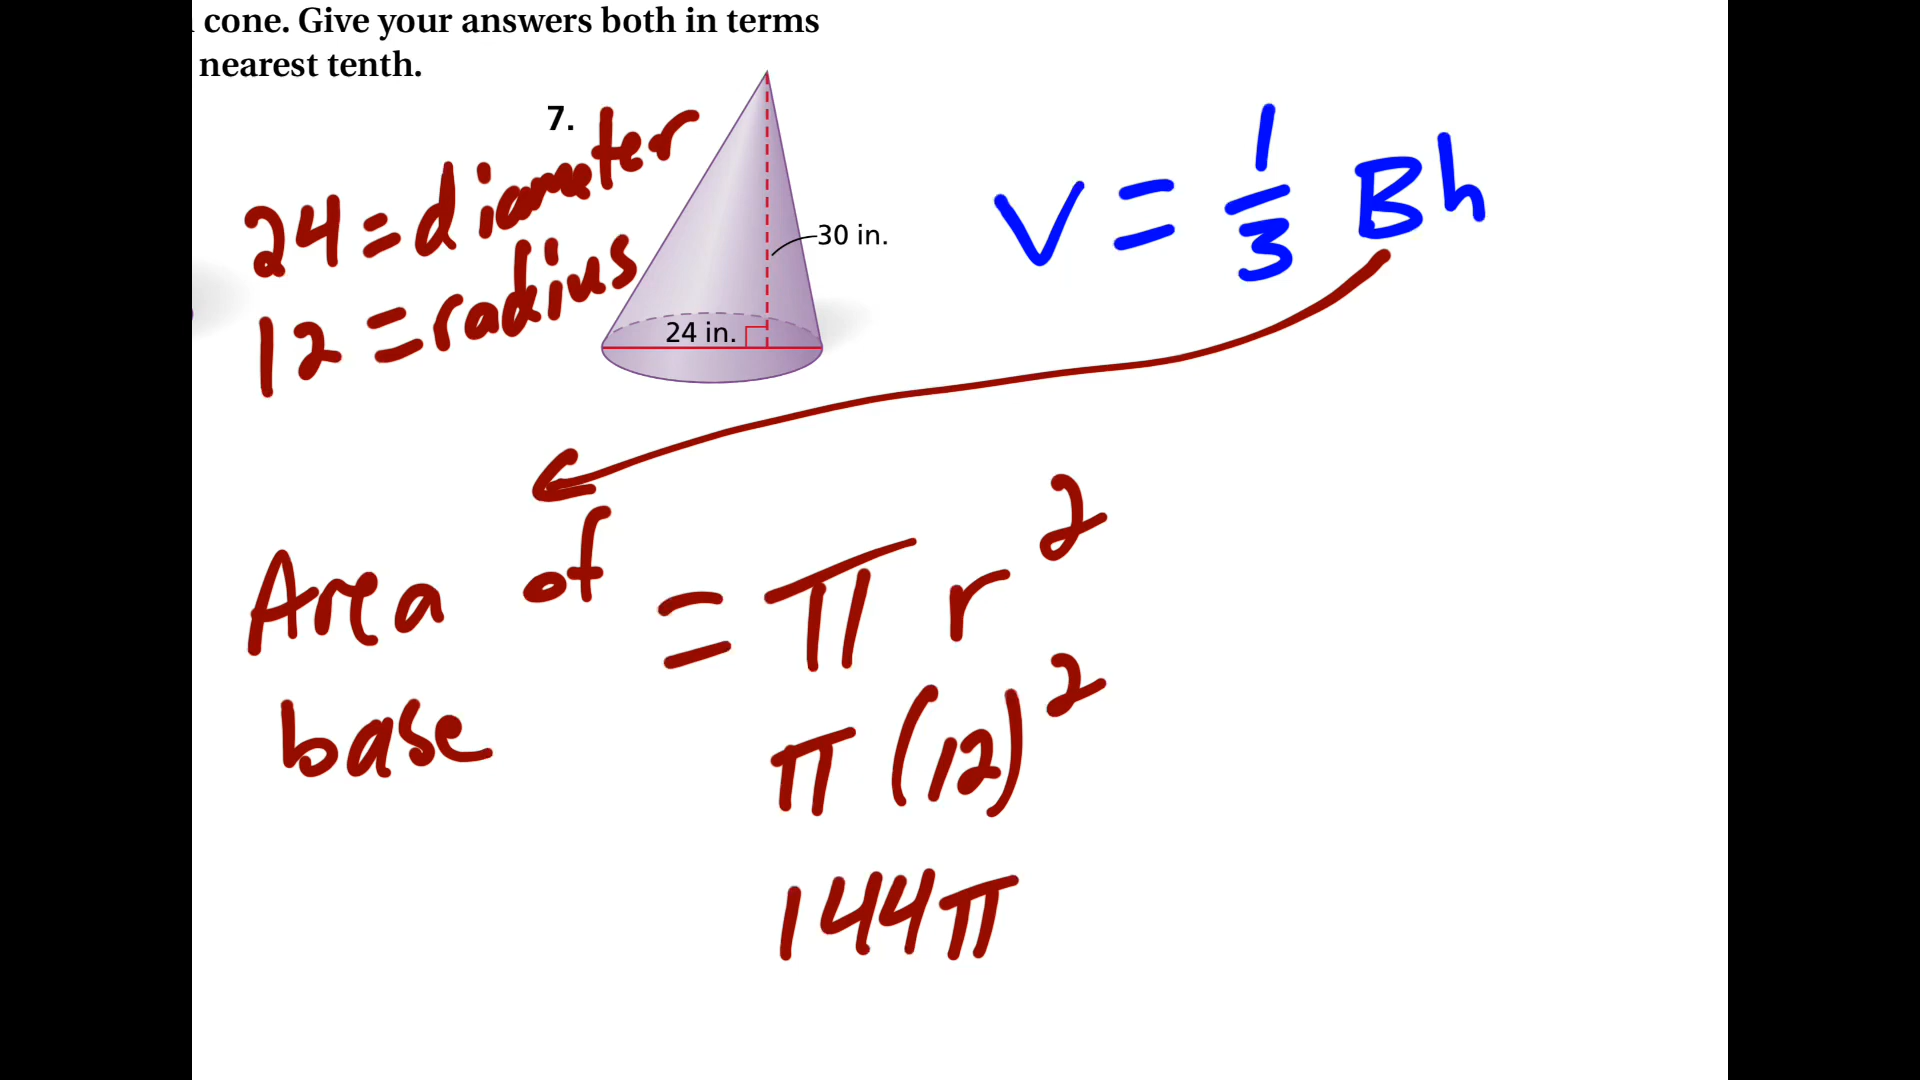 cone. Give your answers both in terms
nearest tenth.
7.
24 = diameter
12 = radius
30 in.
24 in.
V = 1/3 Bh
Area of base = π r²
π (12)²
144π